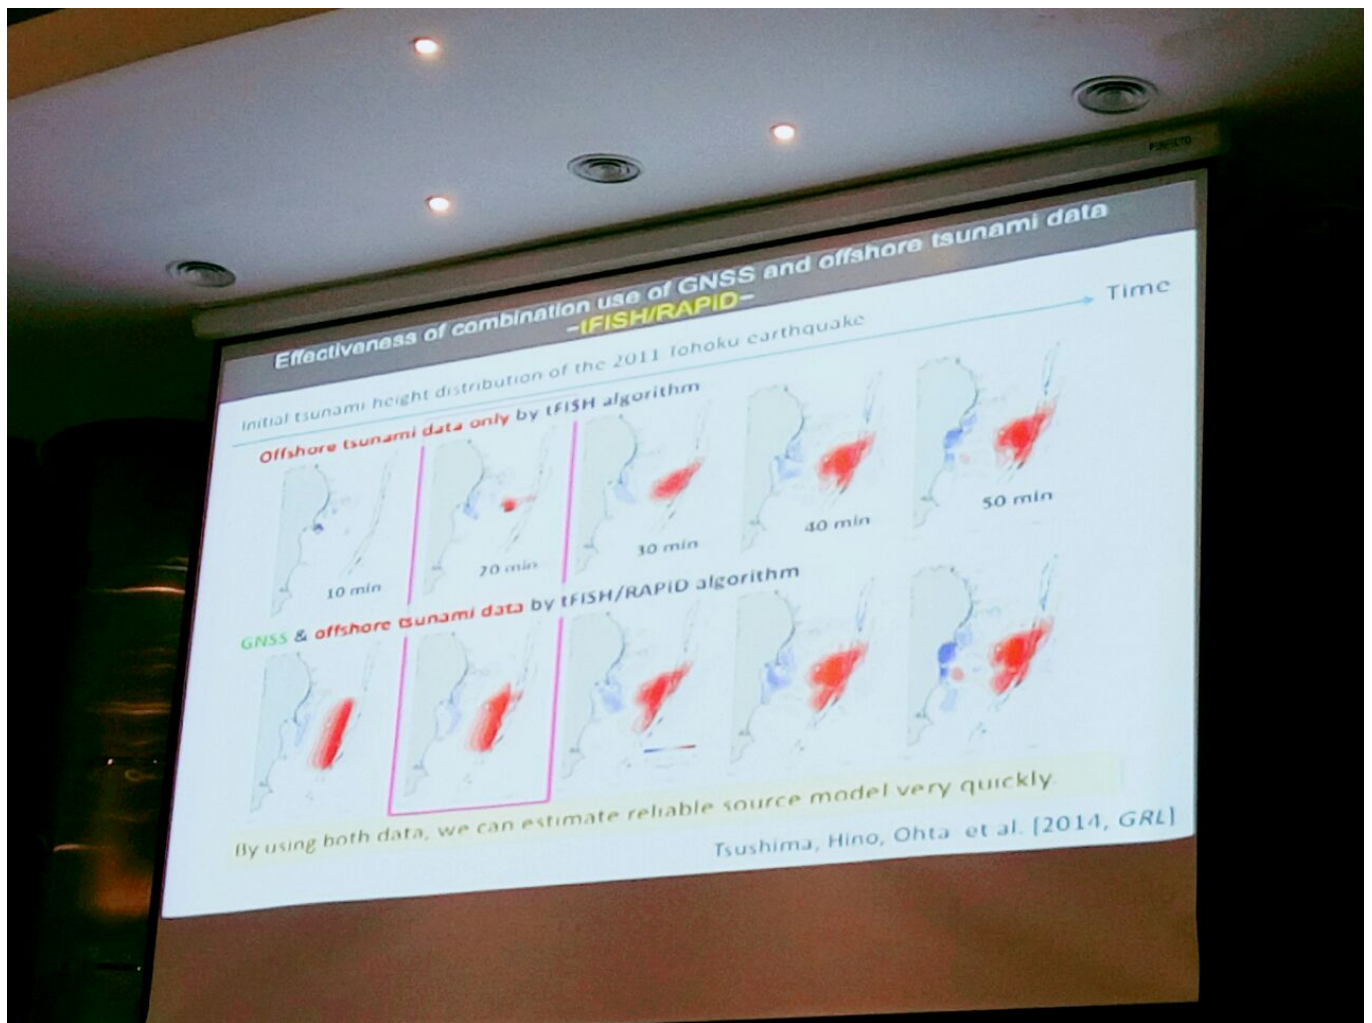 Effectiveness of combination use of GNSS and offshore tsunami data
–tFISH/RAPiD–
Time
Initial tsunami height distribution of the 2011 Tohoku earthquake
Offshore tsunami data only by tFISH algorithm
10 min
20 min
30 min
40 min
50 min
GNSS & offshore tsunami data by tFISH/RAPiD algorithm
By using both data, we can estimate reliable source model very quickly.
Tsushima, Hino, Ohta et al. [2014, GRL]